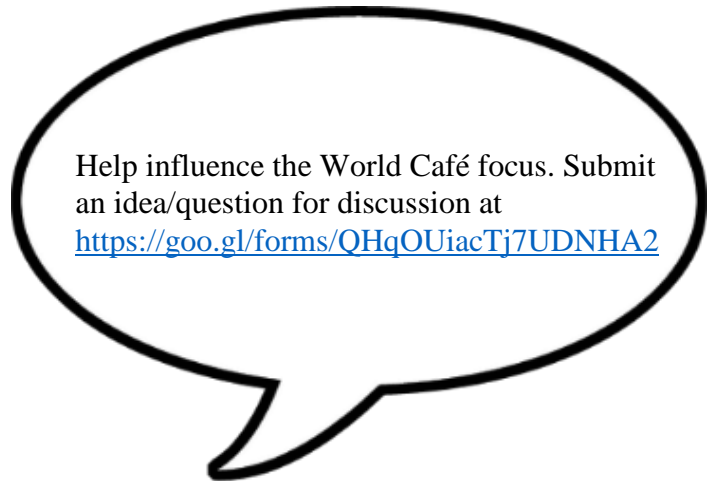 Help influence the World Café focus. Submit
an idea/question for discussion at
https://goo.gl/forms/QHqOUiacTj7UDNHA2